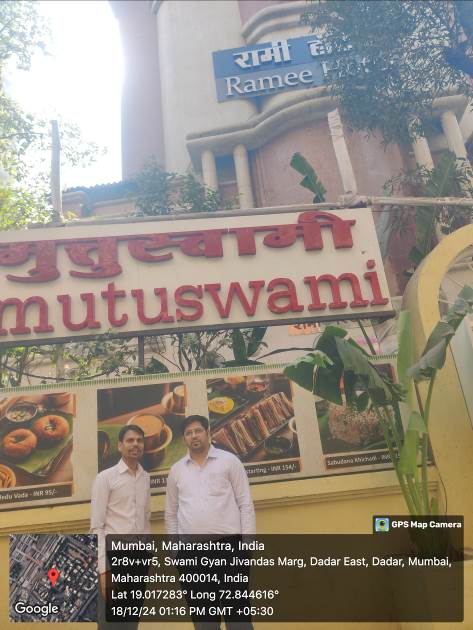 रामी
Ramee
मुत्तुस्वामी
mutuswami
Medu Vada - INR 95/-
starting - INR 154/-
Sabudana Khichadi -
GPS Map Camera
Mumbai, Maharashtra, India
2r8v+vr5, Swami Gyan Jivandas Marg, Dadar East, Dadar, Mumbai,
Maharashtra 400014, India
Lat 19.017283° Long 72.844616°
18/12/24 01:16 PM GMT +05:30
Google